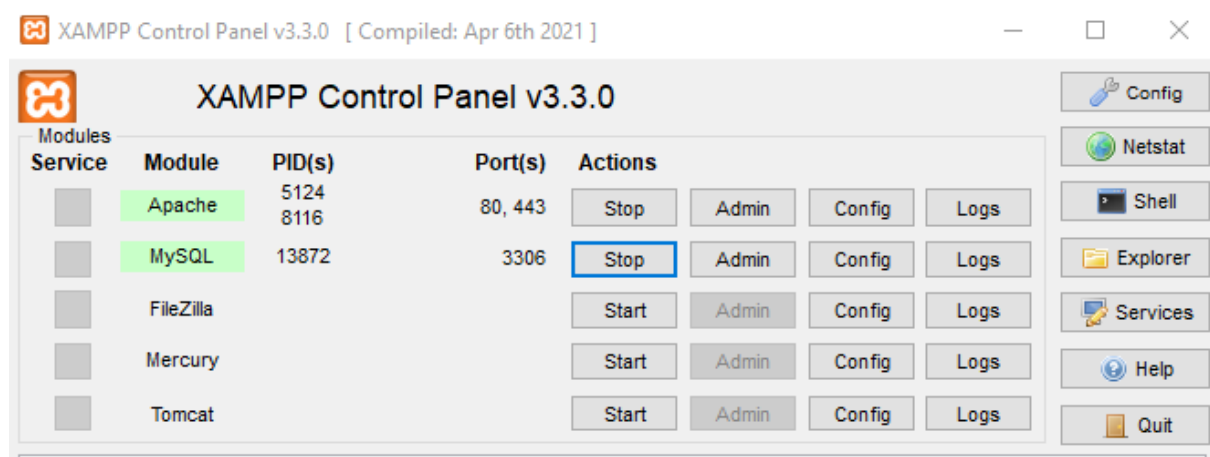 XAMPP Control Panel v3.3.0 [ Compiled: Apr 6th 2021 ]
XAMPP Control Panel v3.3.0
Config
Modules
Service Module PID(s) Port(s) Actions
Netstat
Apache 5124 8116 80, 443 Stop Admin Config Logs
Shell
MySQL 13872 3306 Stop Admin Config Logs
Explorer
FileZilla Start Admin Config Logs
Services
Mercury Start Admin Config Logs
Help
Tomcat Start Admin Config Logs
Quit